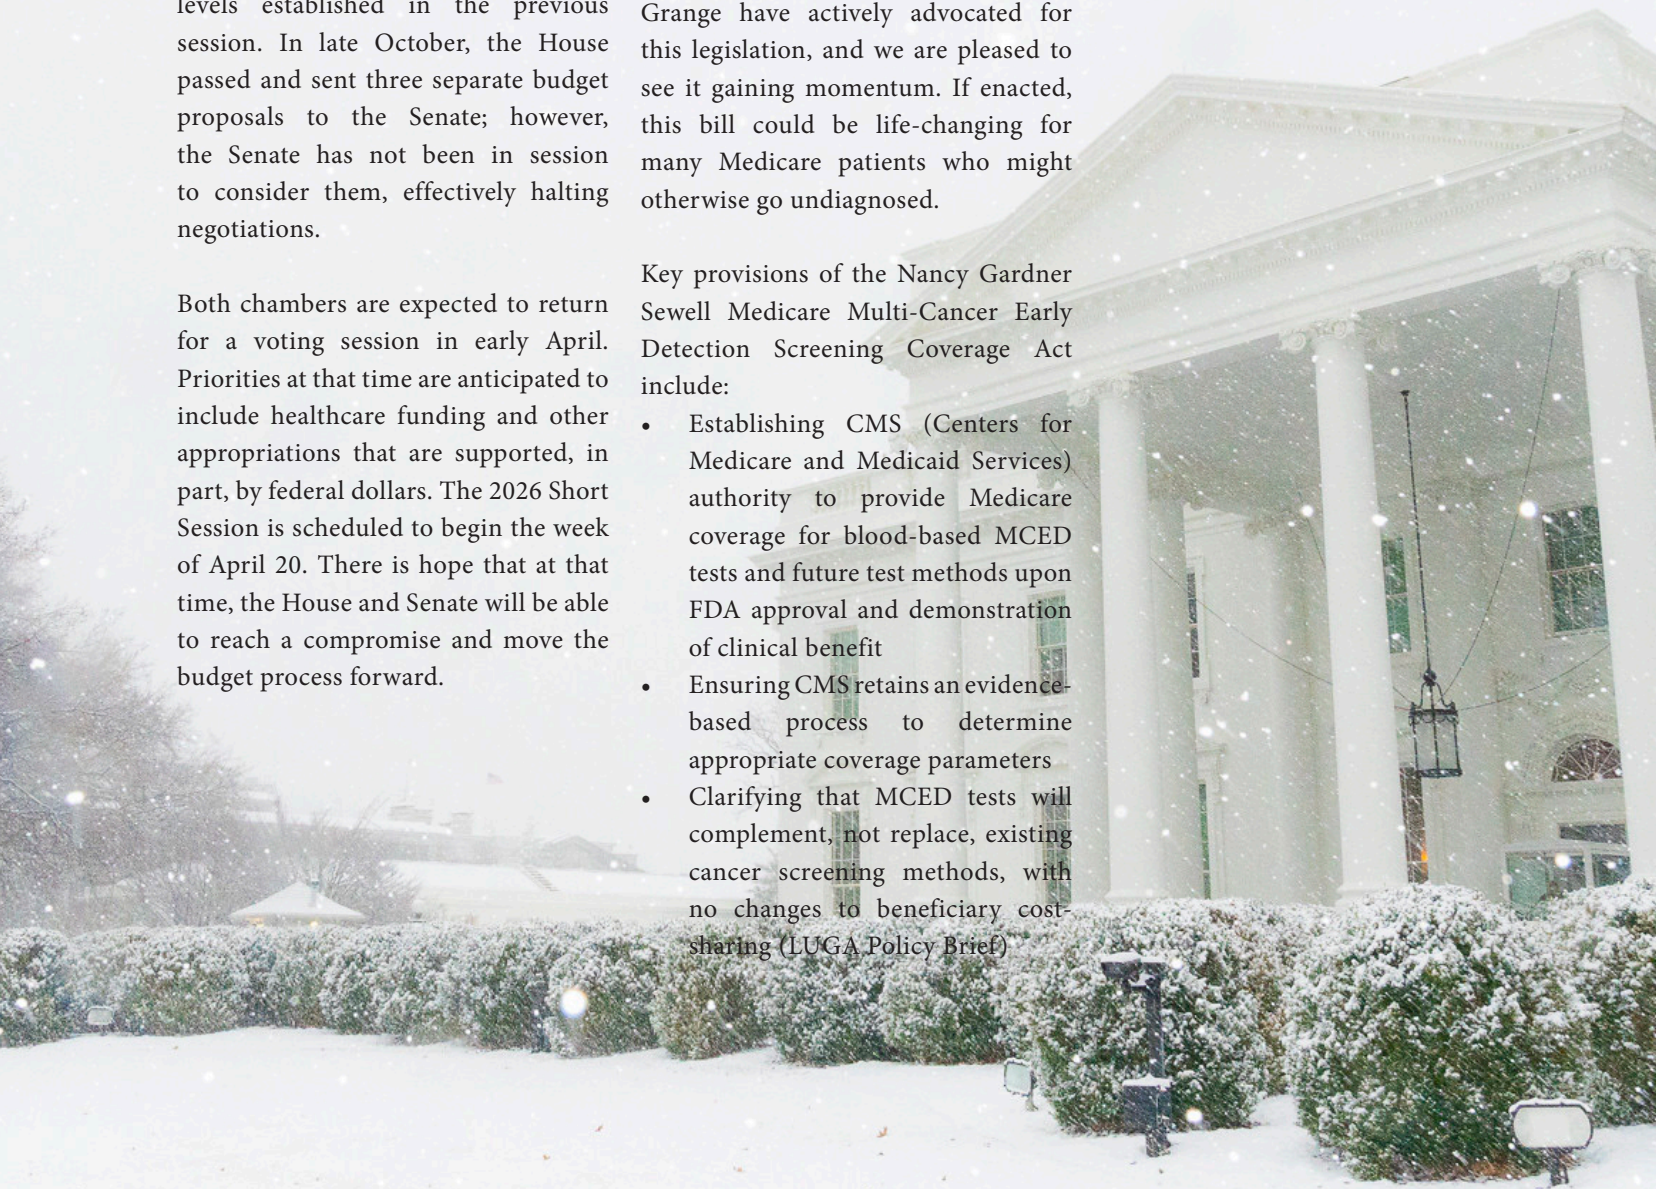 levels established in the previous
session. In late October, the House
passed and sent three separate budget
proposals to the Senate; however,
the Senate has not been in session
to consider them, effectively halting
negotiations.
Both chambers are expected to return
for a voting session in early April.
Priorities at that time are anticipated to
include healthcare funding and other
appropriations that are supported, in
part, by federal dollars. The 2026 Short
Session is scheduled to begin the week
of April 20. There is hope that at that
time, the House and Senate will be able
to reach a compromise and move the
budget process forward.
Grange have actively advocated for
this legislation, and we are pleased to
see it gaining momentum. If enacted,
this bill could be life-changing for
many Medicare patients who might
otherwise go undiagnosed.
Key provisions of the Nancy Gardner
Sewell Medicare Multi-Cancer Early
Detection Screening Coverage Act
include:
• Establishing CMS (Centers for
Medicare and Medicaid Services)
authority to provide Medicare
coverage for blood-based MCED
tests and future test methods upon
FDA approval and demonstration
of clinical benefit
• Ensuring CMS retains an evidence-
based process to determine
appropriate coverage parameters
• Clarifying that MCED tests will
complement, not replace, existing
cancer screening methods, with
no changes to beneficiary cost-
sharing (LUGA Policy Brief)